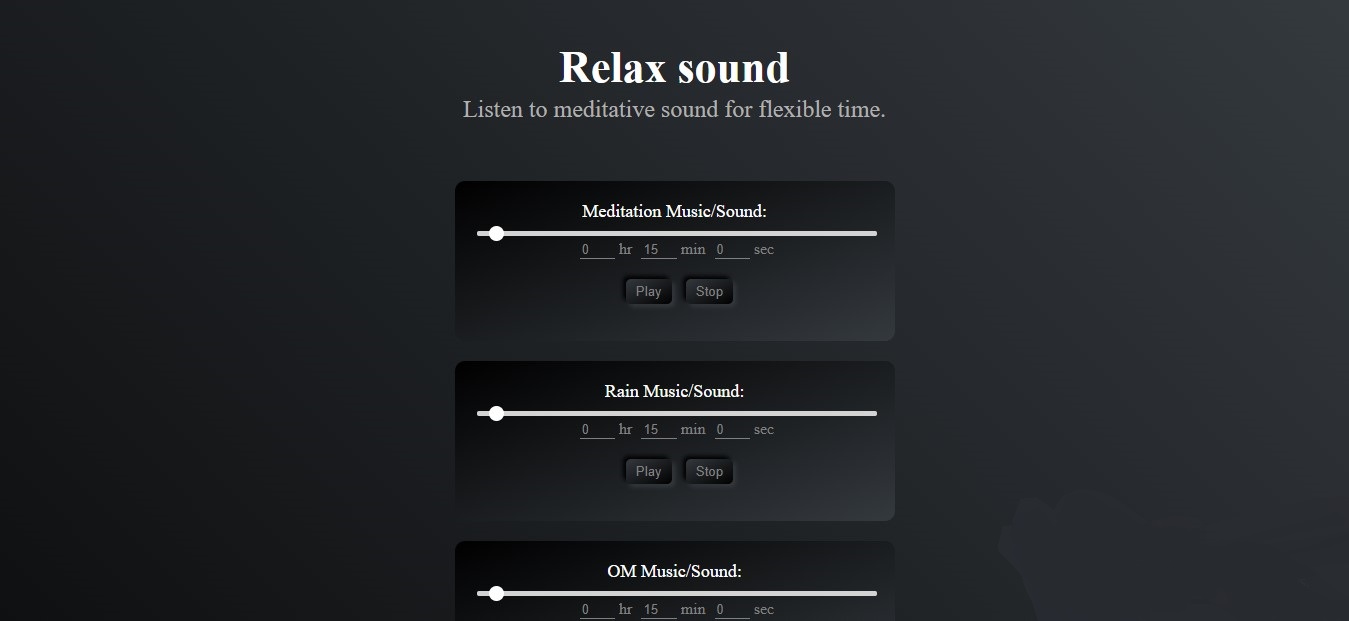 Relax sound
Listen to meditative sound for flexible time.
Meditation Music/Sound:
0 hr 15 min 0 sec
Play Stop
Rain Music/Sound:
0 hr 15 min 0 sec
Play Stop
OM Music/Sound:
0 hr 15 min 0 sec